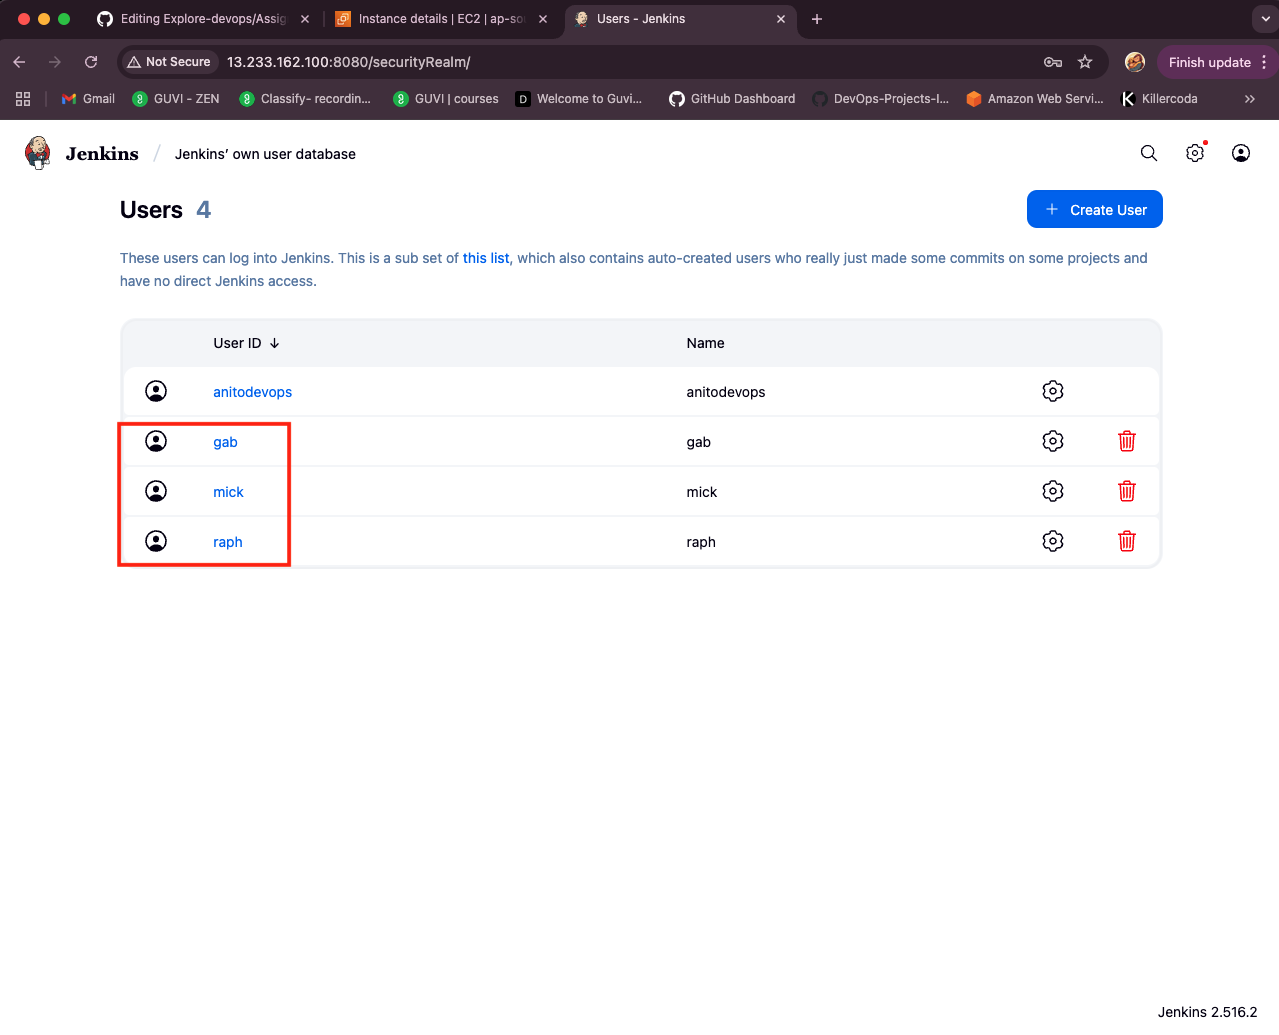 Editing Explore-devops/Assig
Instance details | EC2 | ap-so
Users - Jenkins
Not Secure
13.233.162.100:8080/securityRealm/
Finish update
Gmail
GUVI - ZEN
Classify- recordin...
GUVI | courses
D
Welcome to Guvi...
GitHub Dashboard
DevOps-Projects-I...
Amazon Web Servi...
Killercoda
Jenkins / Jenkins’ own user database
Users 4
+ Create User
These users can log into Jenkins. This is a sub set of this list, which also contains auto-created users who really just made some commits on some projects and
have no direct Jenkins access.
User ID ↓ Name
anitodevops anitodevops
gab gab
mick mick
raph raph
Jenkins 2.516.2